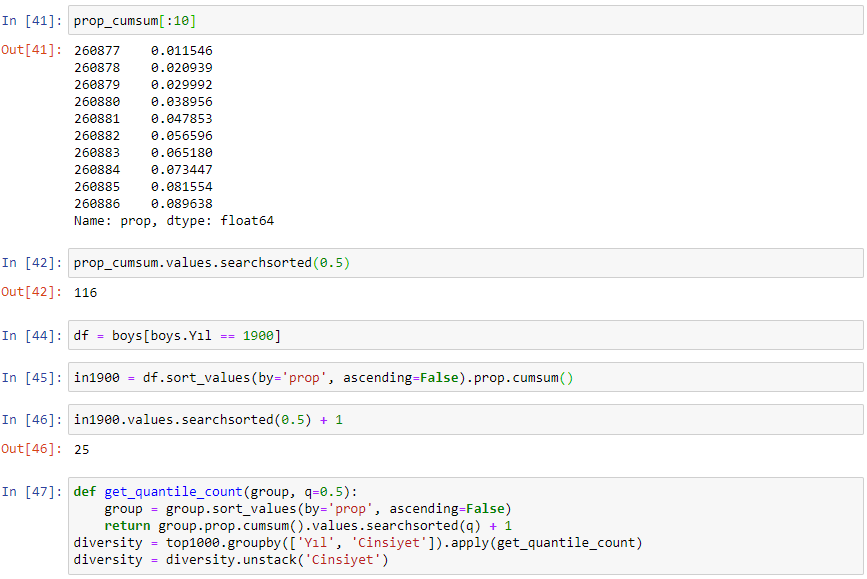 In [41]: prop_cumsum[:10]
Out[41]: 260877    0.011546
260878    0.020939
260879    0.029992
260880    0.038956
260881    0.047853
260882    0.056596
260883    0.065180
260884    0.073447
260885    0.081554
260886    0.089638
Name: prop, dtype: float64
In [42]: prop_cumsum.values.searchsorted(0.5)
Out[42]: 116
In [44]: df = boys[boys.Yıl == 1900]
In [45]: in1900 = df.sort_values(by='prop', ascending=False).prop.cumsum()
In [46]: in1900.values.searchsorted(0.5) + 1
Out[46]: 25
In [47]: def get_quantile_count(group, q=0.5):
    group = group.sort_values(by='prop', ascending=False)
    return group.prop.cumsum().values.searchsorted(q) + 1
diversity = top1000.groupby(['Yıl', 'Cinsiyet']).apply(get_quantile_count)
diversity = diversity.unstack('Cinsiyet')